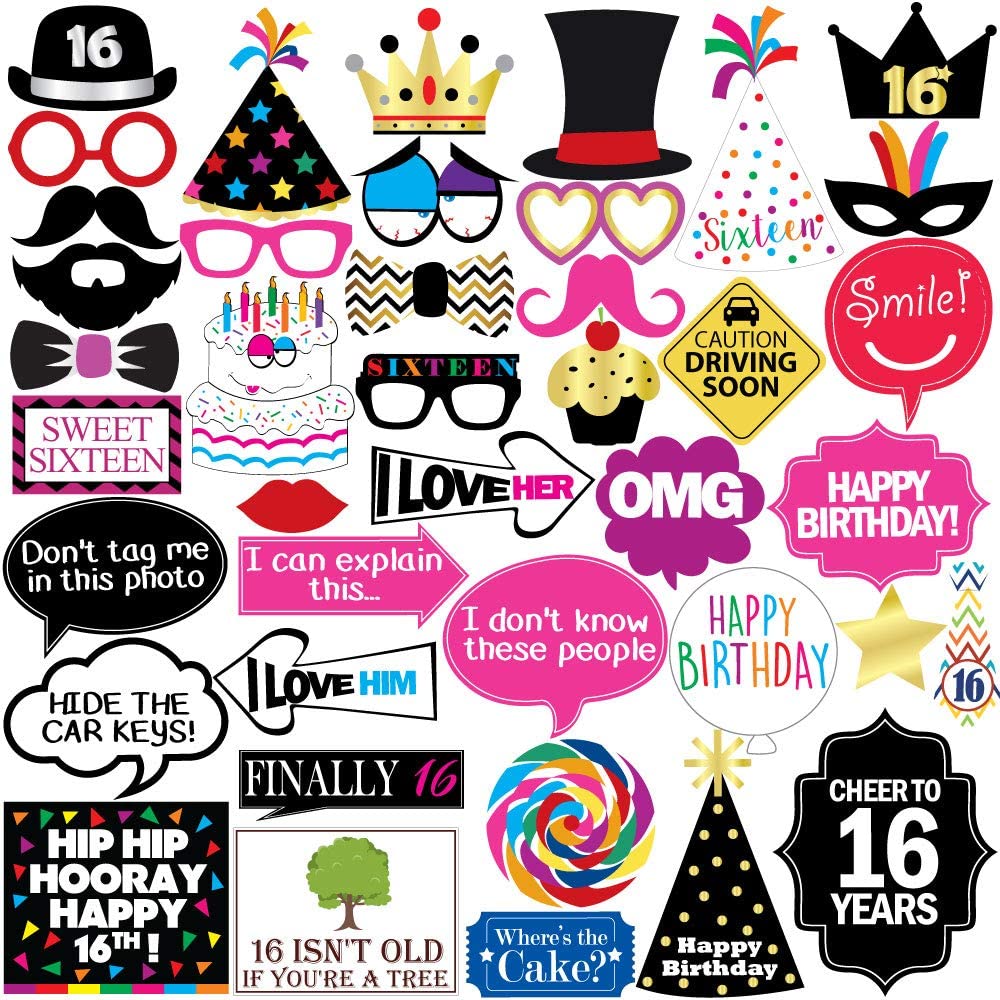 16
16
Sixteen
Smile!
CAUTION
DRIVING
SOON
SIXTEEN
SWEET
SIXTEEN
I LOVE HER
OMG
HAPPY
BIRTHDAY!
Don't tag me
in this photo
I can explain
this...
I don't know
these people
HAPPY
BIRTHDAY
16
I LOVE HIM
HIDE THE
CAR KEYS!
FINALLY 16
CHEER TO
16
YEARS
HIP HIP
HOORAY
HAPPY
16TH !
16 ISN'T OLD
IF YOU'RE A TREE
Where's the
Cake?
Happy
Birthday